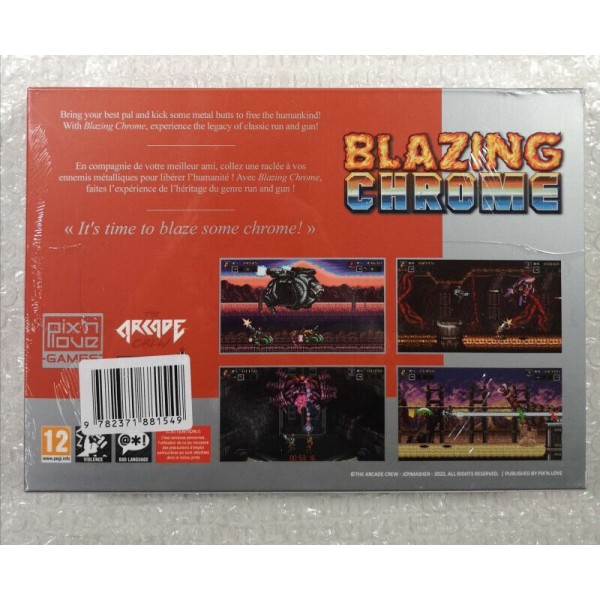 Bring your best pal and kick some metal butts to free the humankind!
With Blazing Chrome, experience the legacy of classic run and gun!
En compagnie de votre meilleur ami, collez une raclée à vos
ennemis métalliques pour libérer l'humanité ! Avec Blazing Chrome,
faites l'expérience de l'héritage du genre run and gun !
« It's time to blaze some chrome! »
BLAZING
CHROME
pix'n
love
GAMES
THE
ARCADE
CREW
9 782371 881549
12
www.pegi.info
VIOLENCE
@*!
BAD LANGUAGE
©THE ARCADE CREW - JOYMASHER - 2022, ALL RIGHTS RESERVED. | PUBLISHED BY PIX'N LOVE